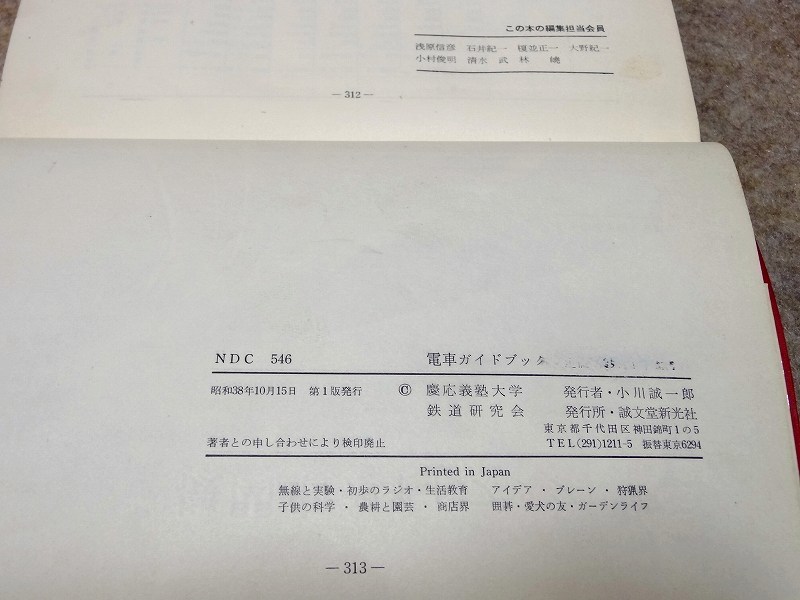 この本の編集担当会員
浅原信彦 石井紀一 榎並正一 大野紀一
小村俊明 清水 武 林 嶢
—312—
NDC 546 電車ガイドブック
昭和38年10月15日 第1版発行 © 慶応義塾大学 発行者・小川誠一郎
鉄道研究会 発行所・誠文堂新光社
東京都千代田区神田錦町1の5
著者との申し合わせにより検印廃止 TEL(291)1211-5 振替東京6294
Printed in Japan
無線と実験・初歩のラジオ・生活教育 アイデア・ブレーン・狩猟界
子供の科学・農耕と園芸・商店界 囲碁・愛犬の友・ガーデンライフ
—313—